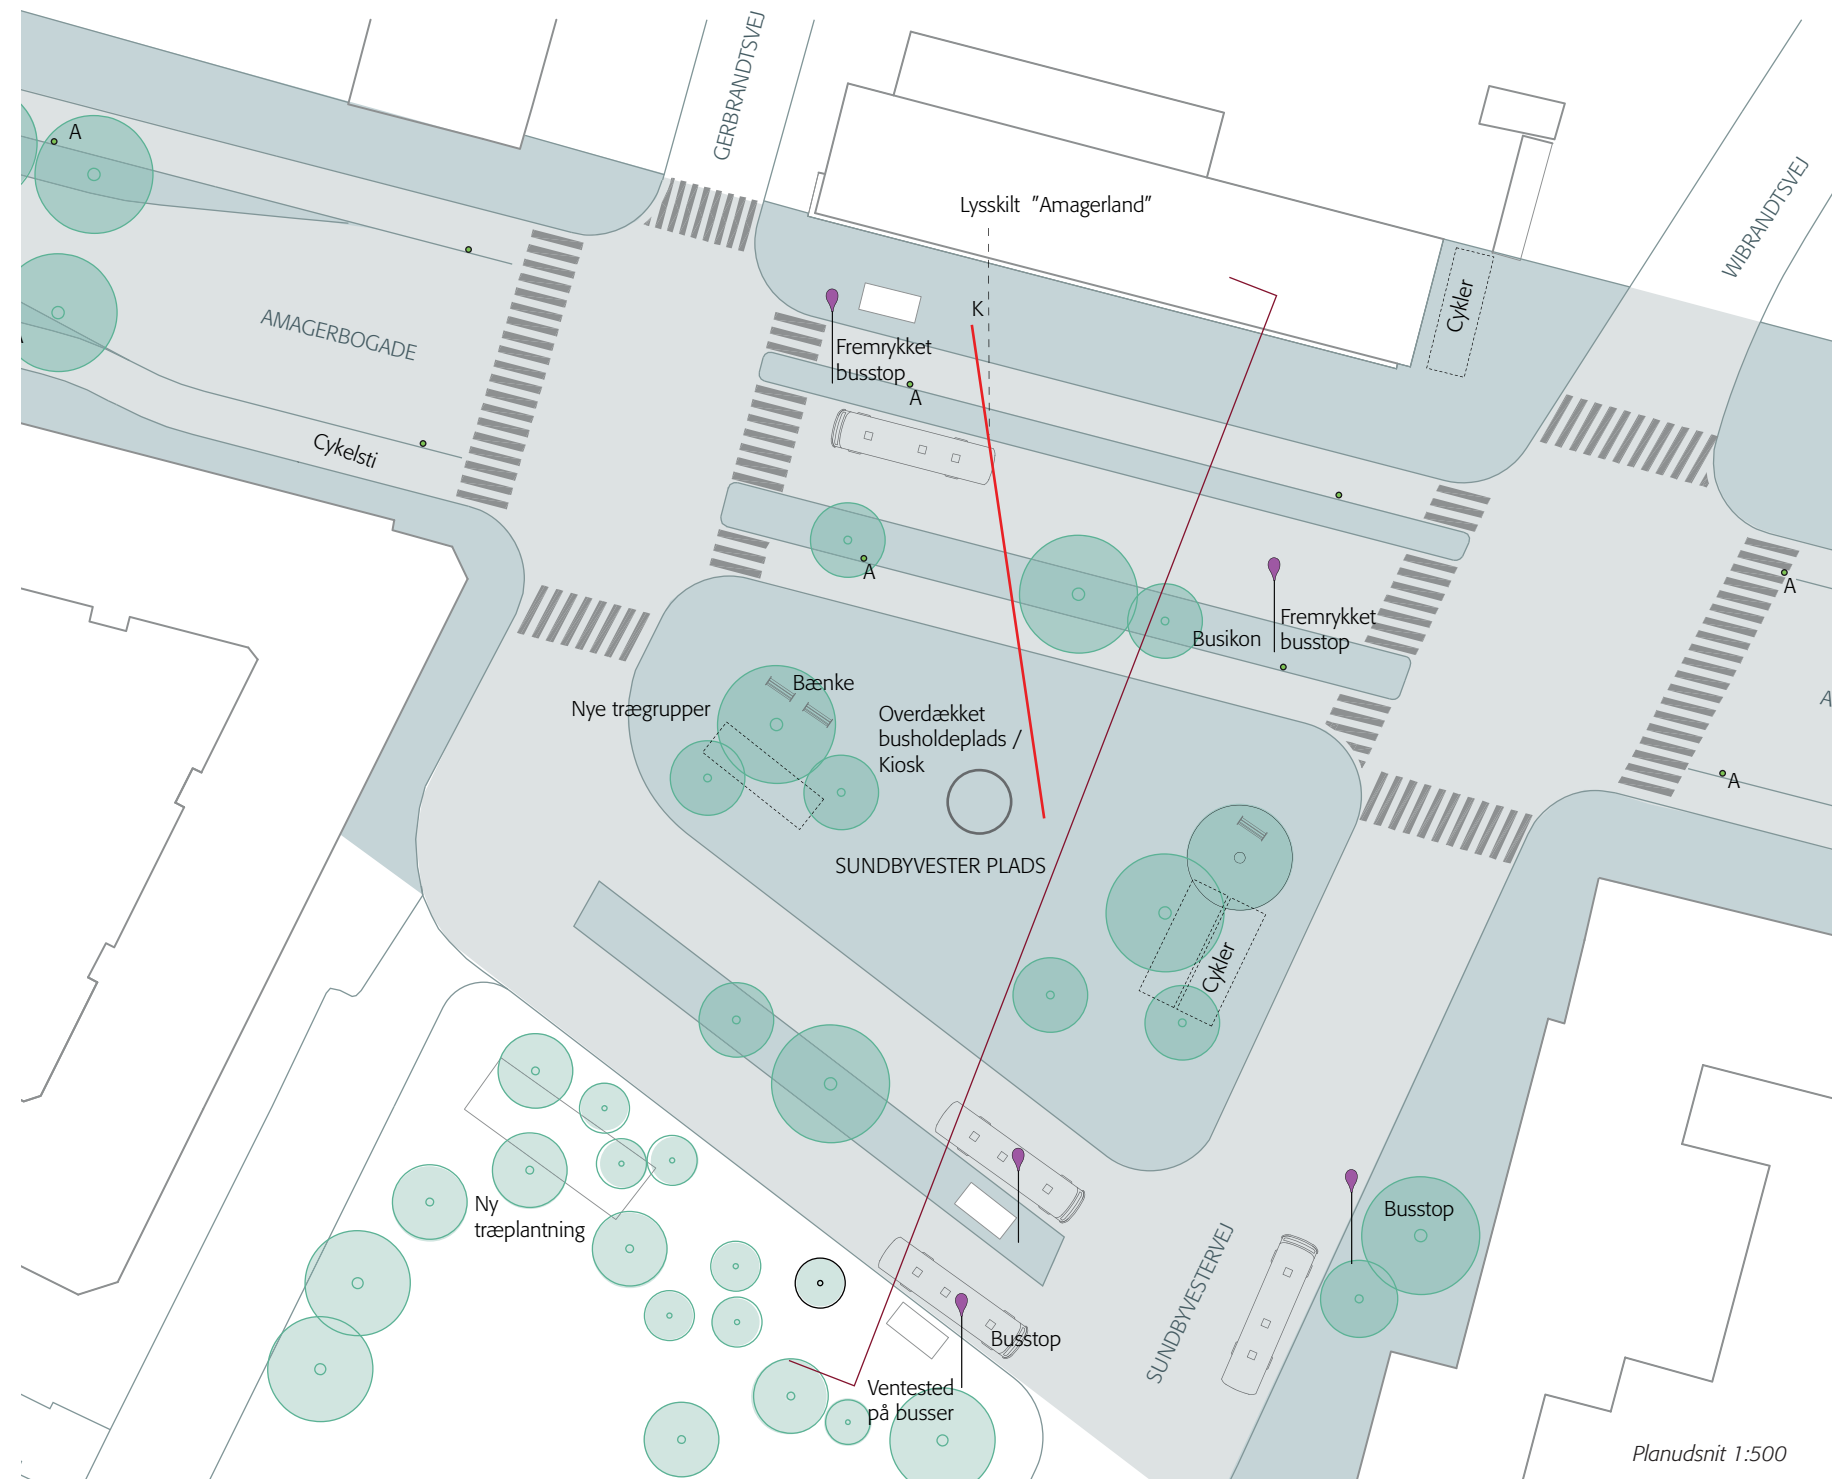 GERBRANDTSVEJ
A
Lysskilt "Amagerland"
WIBRANDTSVEJ
Cykler
K
AMAGERBOGADE
Fremrykket
busstop
A
Cykelsti
A
A
Fremrykket
busstop
Busikon
Bænke
Nye trægrupper
Overdækket
busholdeplads /
Kiosk
A
A
SUNDBYVESTER PLADS
Cykler
Ny
træplantning
Busstop
SUNDBYVESTERVEJ
Busstop
Ventested
på busser
Planudsnit 1:500